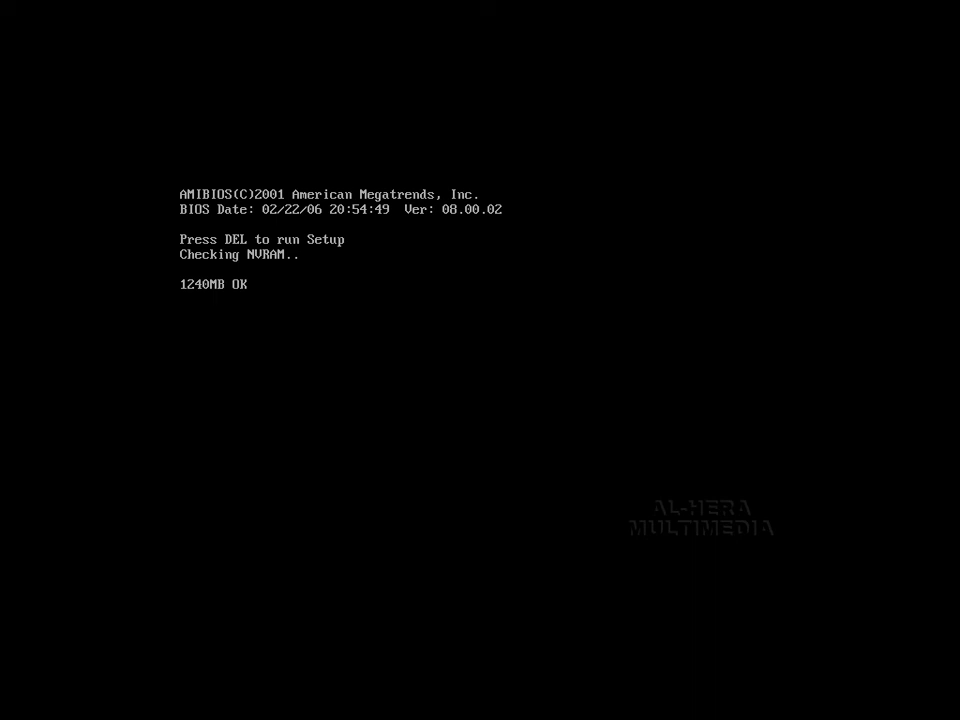 AMIBIOS(C)2001 American Megatrends, Inc.
BIOS Date: 02/22/06 20:54:49  Ver: 08.00.02
Press DEL to run Setup
Checking NVRAM..
1240MB OK
AL-HERA
MULTIMEDIA